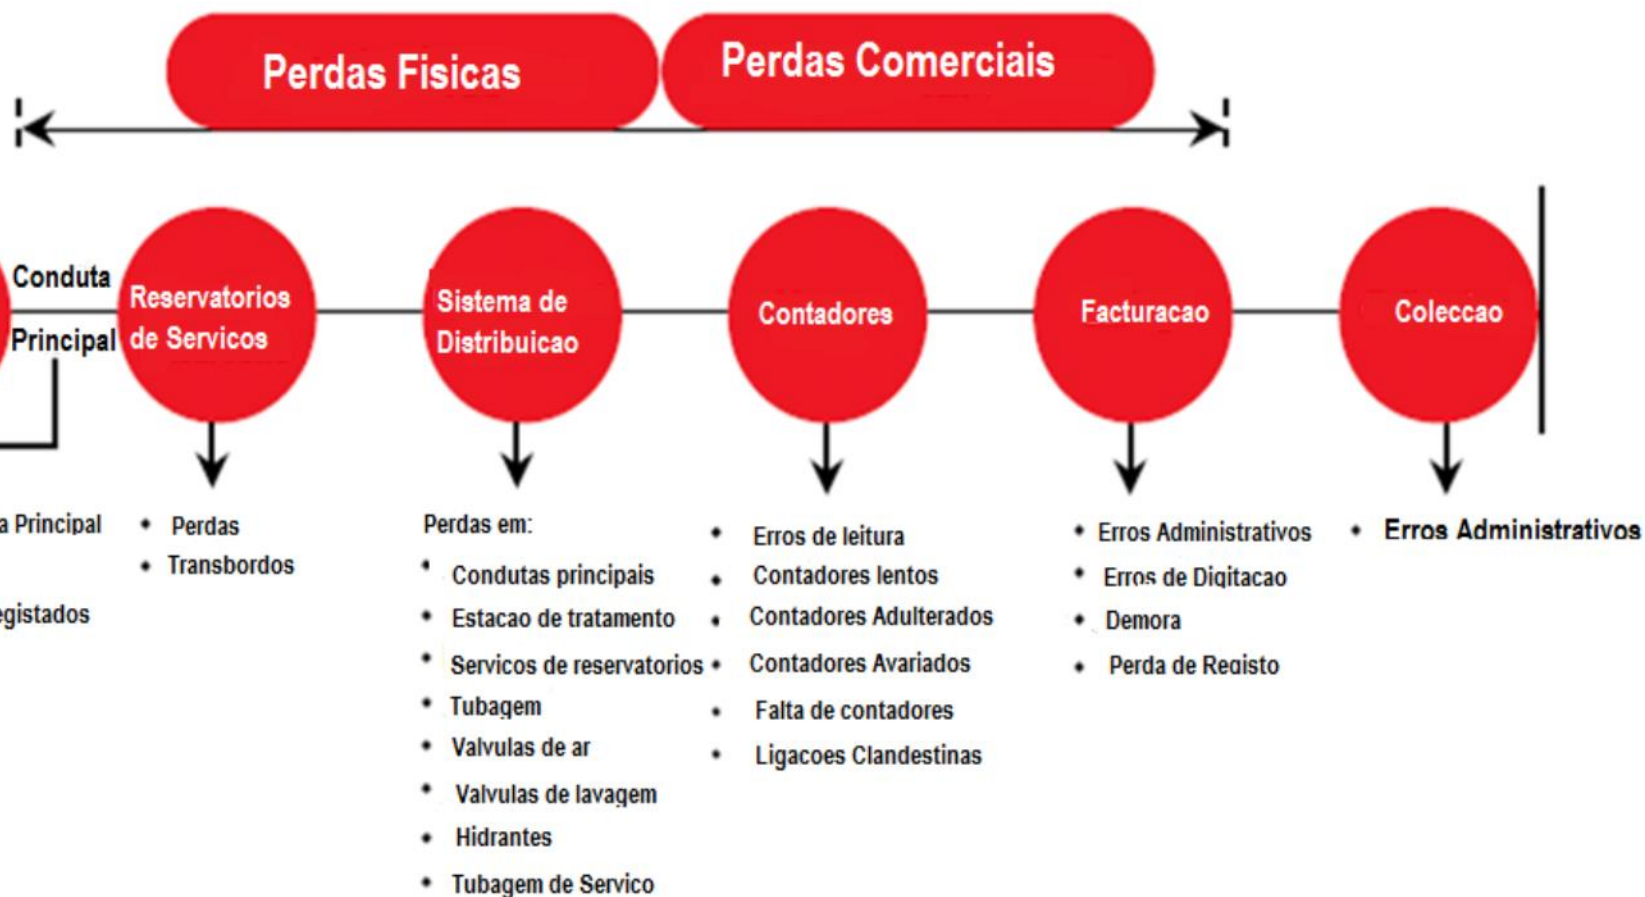 Perdas Fisicas
Perdas Comerciais
Conduta
Principal
Reservatorios
de Servicos
Sistema de
Distribuicao
Contadores
Facturacao
Coleccao
a Principal
egistados
• Perdas
• Transbordos
Perdas em:
• Condutas principais
• Estacao de tratamento
• Servicos de reservatorios
• Tubagem
• Valvulas de ar
• Valvulas de lavagem
• Hidrantes
• Tubagem de Servico
• Erros de leitura
• Contadores lentos
• Contadores Adulterados
• Contadores Avariados
• Falta de contadores
• Ligacoes Clandestinas
• Erros Administrativos
• Erros de Digitacao
• Demora
• Perda de Registo
• Erros Administrativos